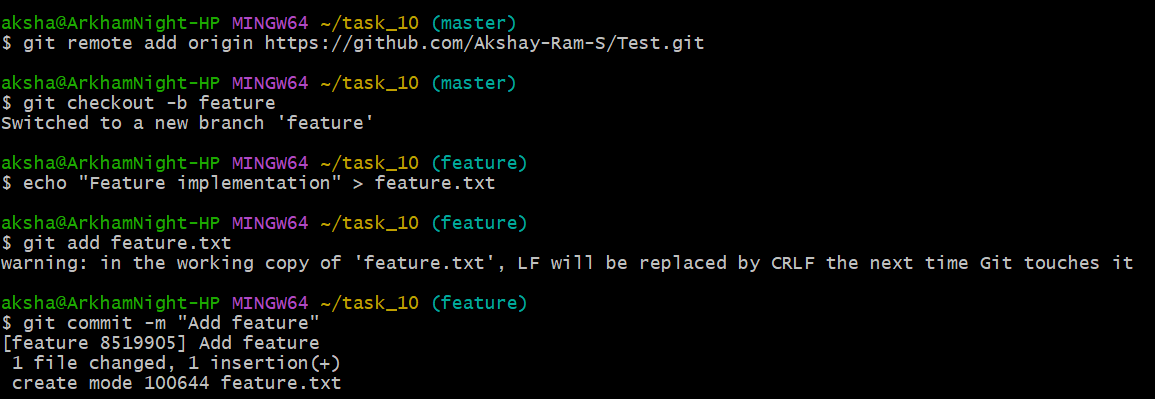 aksha@ArkhamNight-HP MINGW64 ~/task_10 (master)
$ git remote add origin https://github.com/Akshay-Ram-S/Test.git
aksha@ArkhamNight-HP MINGW64 ~/task_10 (master)
$ git checkout -b feature
Switched to a new branch 'feature'
aksha@ArkhamNight-HP MINGW64 ~/task_10 (feature)
$ echo "Feature implementation" > feature.txt
aksha@ArkhamNight-HP MINGW64 ~/task_10 (feature)
$ git add feature.txt
warning: in the working copy of 'feature.txt', LF will be replaced by CRLF the next time Git touches it
aksha@ArkhamNight-HP MINGW64 ~/task_10 (feature)
$ git commit -m "Add feature"
[feature 8519905] Add feature
 1 file changed, 1 insertion(+)
 create mode 100644 feature.txt